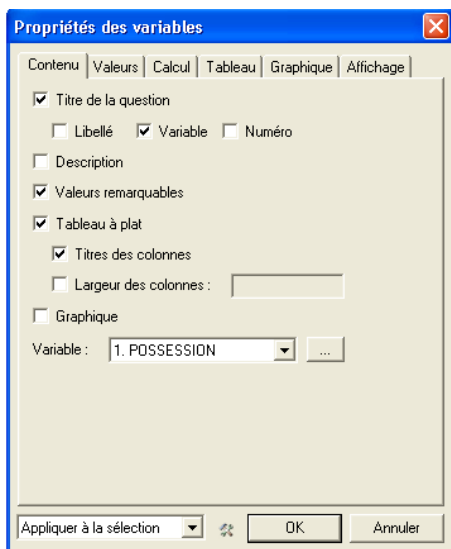 Propriétés des variables
Contenu Valeurs Calcul Tableau Graphique Affichage
Titre de la question
Libellé Variable Numéro
Description
Valeurs remarquables
Tableau à plat
Titres des colonnes
Largeur des colonnes :
Graphique
Variable : 1. POSSESSION ...
Appliquer à la sélection OK Annuler